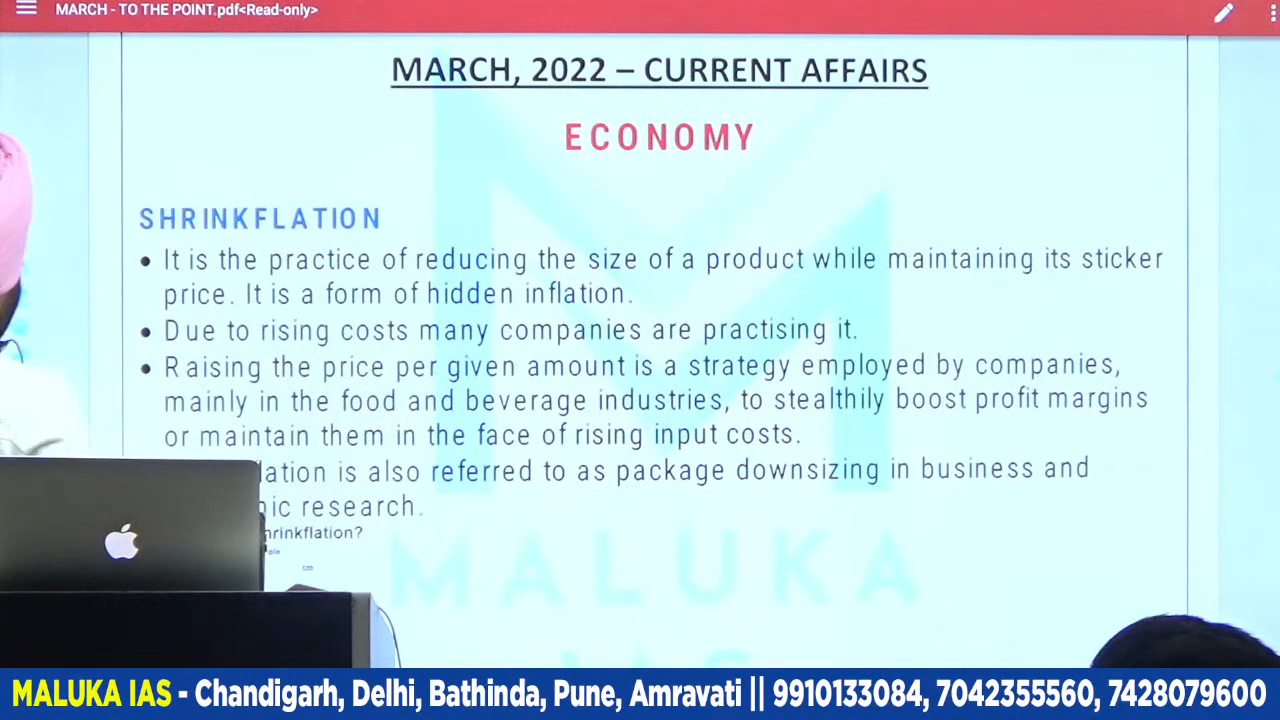 MARCH - TO THE POINT.pdf<Read-only>
MARCH, 2022 – CURRENT AFFAIRS
ECONOMY
SHRINKFLATION
• It is the practice of reducing the size of a product while maintaining its sticker
price. It is a form of hidden inflation.
• Due to rising costs many companies are practising it.
• Raising the price per given amount is a strategy employed by companies,
mainly in the food and beverage industries, to stealthily boost profit margins
or maintain them in the face of rising input costs.
lation is also referred to as package downsizing in business and
ic research.
hrinkflation?
MALUKA
IAS
MALUKA IAS - Chandigarh, Delhi, Bathinda, Pune, Amravati || 9910133084, 7042355560, 7428079600